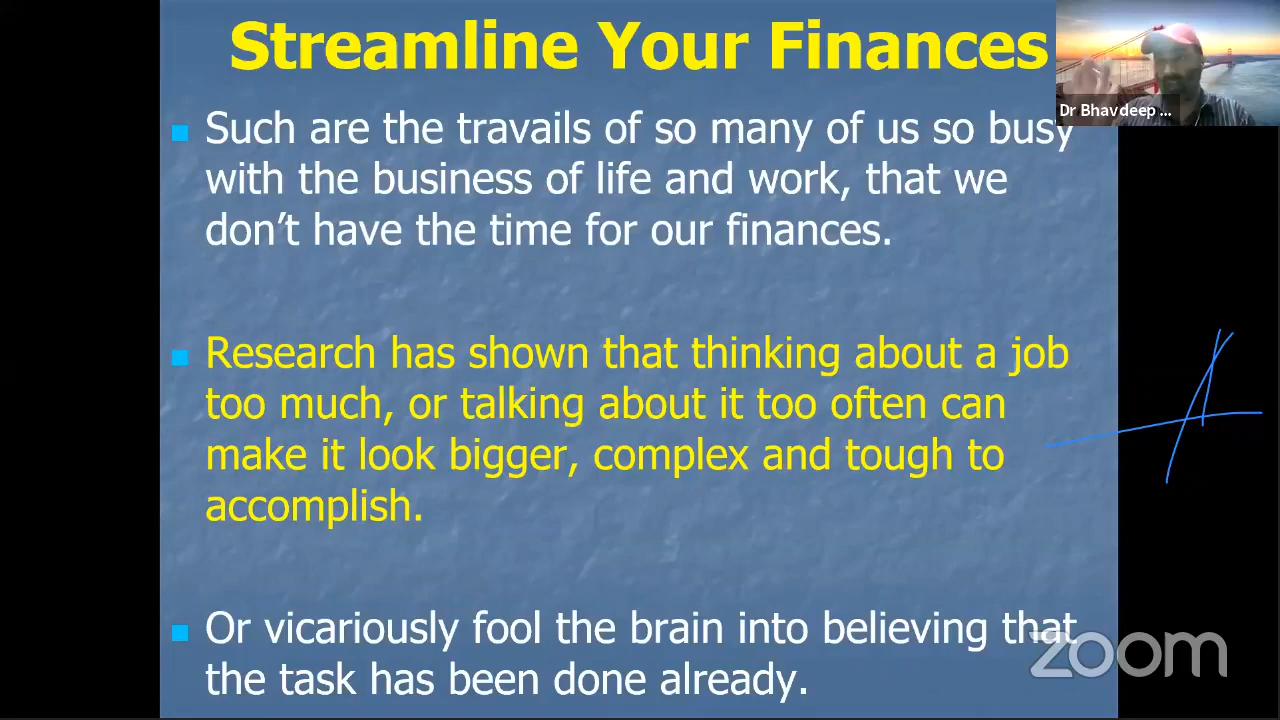 Streamline Your Finances
Dr Bhavdeep ...
Such are the travails of so many of us so busy
with the business of life and work, that we
don't have the time for our finances.
Research has shown that thinking about a job
too much, or talking about it too often can
make it look bigger, complex and tough to
accomplish.
Or vicariously fool the brain into believing that
the task has been done already.
zoom